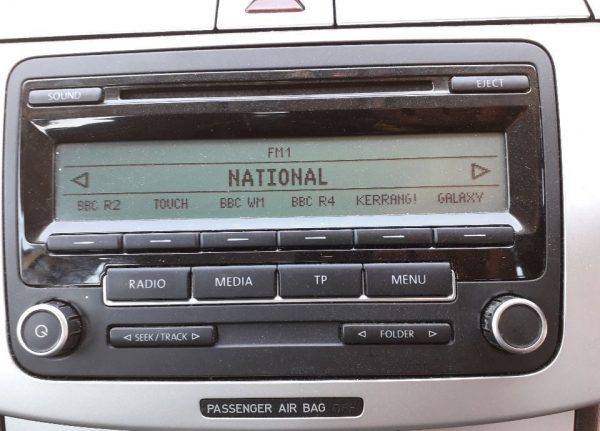 SOUND
EJECT
FM1
NATIONAL
BBC R2 TOUCH BBC WM BBC R4 KERRANG! GALAXY
RADIO MEDIA TP MENU
SEEK/TRACK
FOLDER
PASSENGER AIR BAG OFF